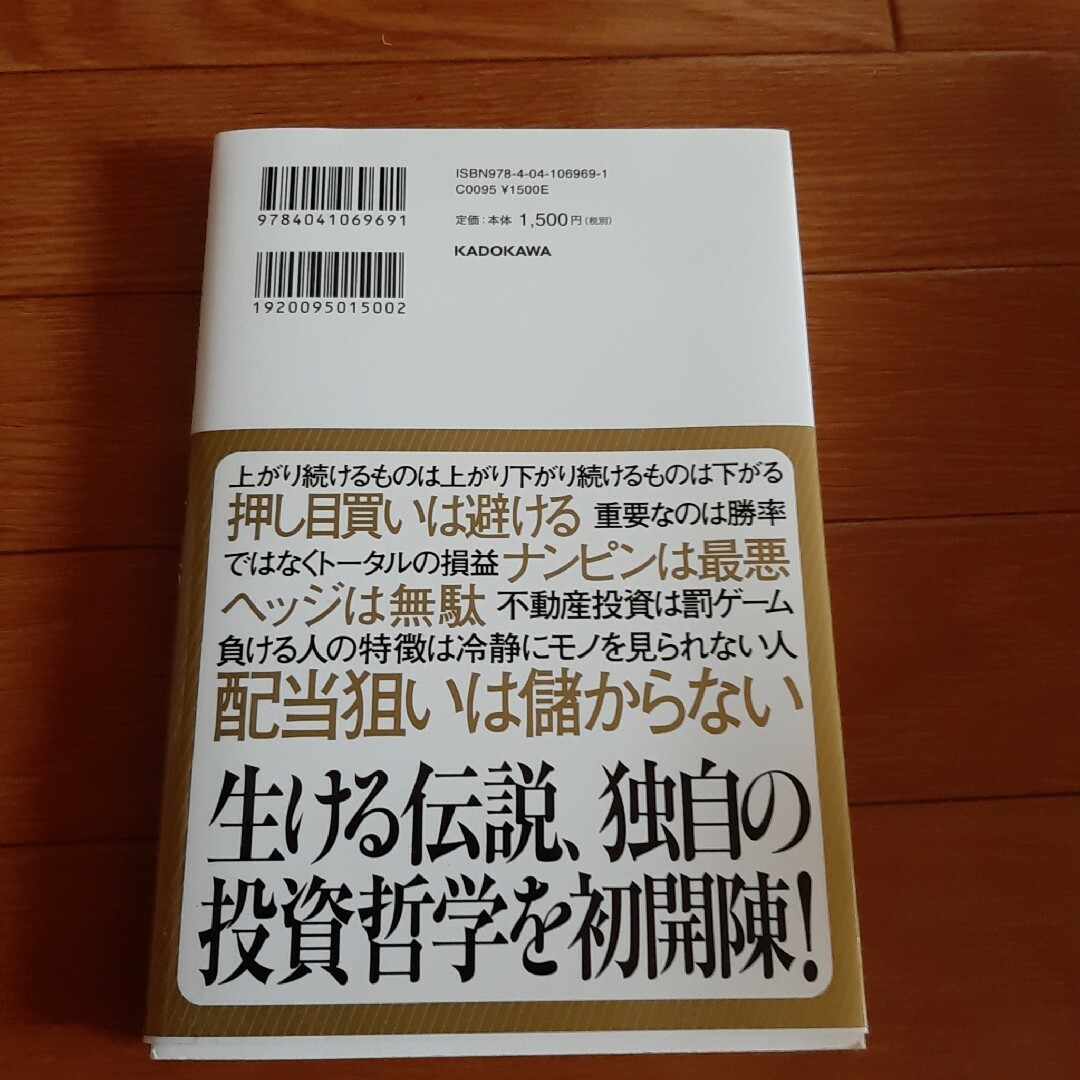 ISBN978-4-04-106969-1
C0095 ¥1500E
9784041069691
定価:本体 1,500円(税別)
KADOKAWA
1920095015002
上がり続けるものは上がり下がり続けるものは下がる
押し目買いは避ける 重要なのは勝率
ではなくトータルの損益 ナンピンは最悪
ヘッジは無駄 不動産投資は罰ゲーム
負ける人の特徴は冷静にモノを見られない人
配当狙いは儲からない
生ける伝説、独自の
投資哲学を初開陳!